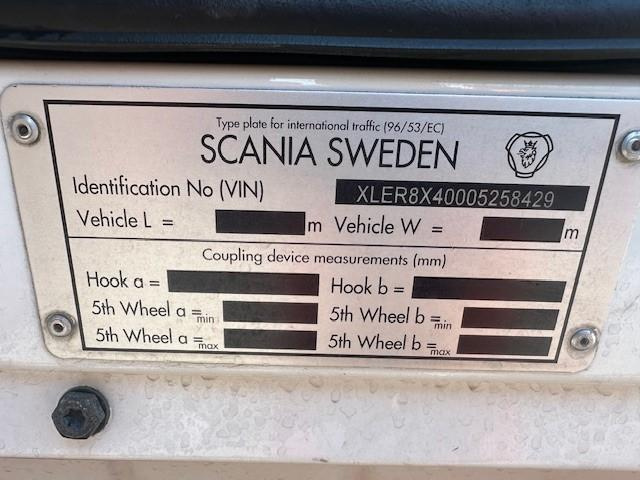 Type plate for international traffic (96/53/EC)
SCANIA SWEDEN
Identification No (VIN) XLER8X40005258429
Vehicle L = m Vehicle W = m
Coupling device measurements (mm)
Hook a = Hook b =
5th Wheel a =min 5th Wheel b =min
5th Wheel a =max 5th Wheel b =max